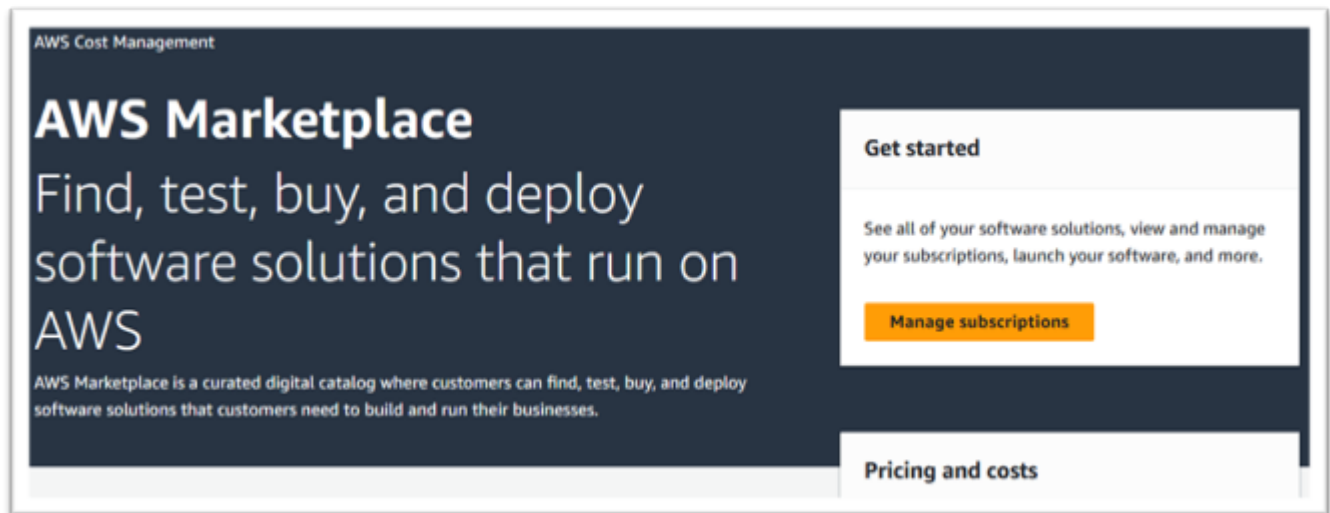 AWS Cost Management
AWS Marketplace
Find, test, buy, and deploy
software solutions that run on
AWS
AWS Marketplace is a curated digital catalog where customers can find, test, buy, and deploy
software solutions that customers need to build and run their businesses.
Get started
See all of your software solutions, view and manage
your subscriptions, launch your software, and more.
Manage subscriptions
Pricing and costs